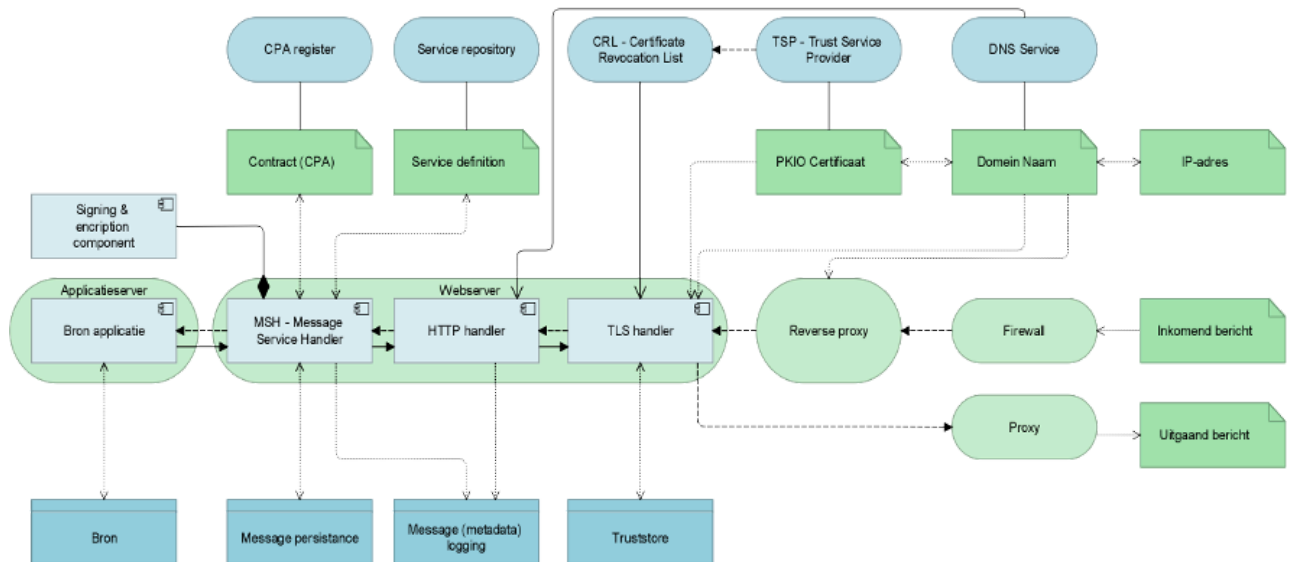 CPA register
Service repository
CRL - Certificate
Revocation List
TSP - Trust Service
Provider
DNS Service
Contract (CPA)
Service definition
PKIO Certificaat
Domein Naam
IP-adres
Signing &
encription
component
Applicatieserver
Webserver
Bron applicatie
MSH - Message
Service Handler
HTTP handler
TLS handler
Reverse proxy
Firewall
Inkomend bericht
Proxy
Uitgaand bericht
Bron
Message persistance
Message (metadata)
logging
Truststore